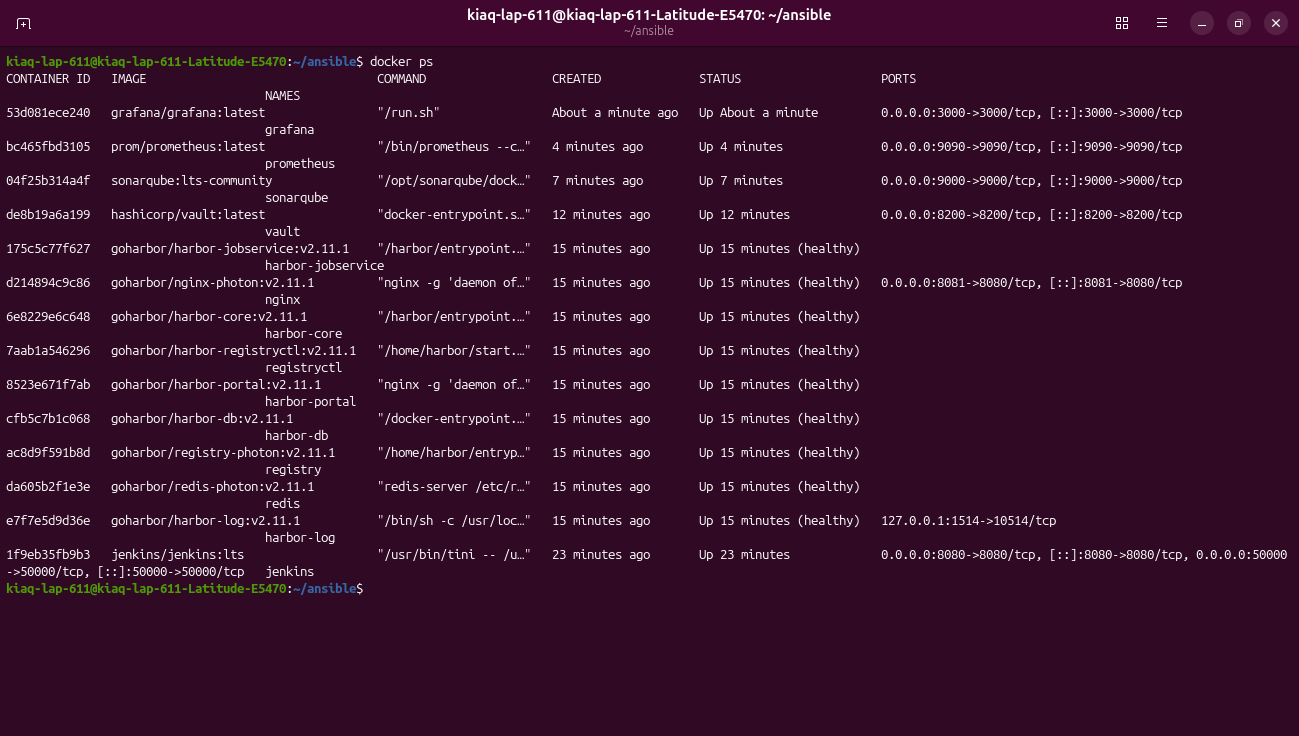 kiaq-lap-611@kiaq-lap-611-Latitude-E5470: ~/ansible
~/ansible
kiaq-lap-611@kiaq-lap-611-Latitude-E5470:~/ansible$ docker ps
CONTAINER ID   IMAGE                                 COMMAND                  CREATED              STATUS                    PORTS
                                     NAMES
53d081ece240   grafana/grafana:latest                "/run.sh"                About a minute ago   Up About a minute         0.0.0.0:3000->3000/tcp, [::]:3000->3000/tcp
                                     grafana
bc465fbd3105   prom/prometheus:latest                "/bin/prometheus --c…"   4 minutes ago        Up 4 minutes              0.0.0.0:9090->9090/tcp, [::]:9090->9090/tcp
                                     prometheus
04f25b314a4f   sonarqube:lts-community               "/opt/sonarqube/dock…"   7 minutes ago        Up 7 minutes              0.0.0.0:9000->9000/tcp, [::]:9000->9000/tcp
                                     sonarqube
de8b19a6a199   hashicorp/vault:latest                "docker-entrypoint.s…"   12 minutes ago       Up 12 minutes             0.0.0.0:8200->8200/tcp, [::]:8200->8200/tcp
                                     vault
175c5c77f627   goharbor/harbor-jobservice:v2.11.1    "/harbor/entrypoint.…"   15 minutes ago       Up 15 minutes (healthy)
                                     harbor-jobservice
d214894c9c86   goharbor/nginx-photon:v2.11.1         "nginx -g 'daemon of…"   15 minutes ago       Up 15 minutes (healthy)   0.0.0.0:8081->8080/tcp, [::]:8081->8080/tcp
                                     nginx
6e8229e6c648   goharbor/harbor-core:v2.11.1          "/harbor/entrypoint.…"   15 minutes ago       Up 15 minutes (healthy)
                                     harbor-core
7aab1a546296   goharbor/harbor-registryctl:v2.11.1   "/home/harbor/start.…"   15 minutes ago       Up 15 minutes (healthy)
                                     registryctl
8523e671f7ab   goharbor/harbor-portal:v2.11.1        "nginx -g 'daemon of…"   15 minutes ago       Up 15 minutes (healthy)
                                     harbor-portal
cfb5c7b1c068   goharbor/harbor-db:v2.11.1            "/docker-entrypoint.…"   15 minutes ago       Up 15 minutes (healthy)
                                     harbor-db
ac8d9f591b8d   goharbor/registry-photon:v2.11.1      "/home/harbor/entryp…"   15 minutes ago       Up 15 minutes (healthy)
                                     registry
da605b2f1e3e   goharbor/redis-photon:v2.11.1         "redis-server /etc/r…"   15 minutes ago       Up 15 minutes (healthy)
                                     redis
e7f7e5d9d36e   goharbor/harbor-log:v2.11.1           "/bin/sh -c /usr/loc…"   15 minutes ago       Up 15 minutes (healthy)   127.0.0.1:1514->10514/tcp
                                     harbor-log
1f9eb35fb9b3   jenkins/jenkins:lts                   "/usr/bin/tini -- /u…"   23 minutes ago       Up 23 minutes             0.0.0.0:8080->8080/tcp, [::]:8080->8080/tcp, 0.0.0.0:50000
->50000/tcp, [::]:50000->50000/tcp   jenkins
kiaq-lap-611@kiaq-lap-611-Latitude-E5470:~/ansible$